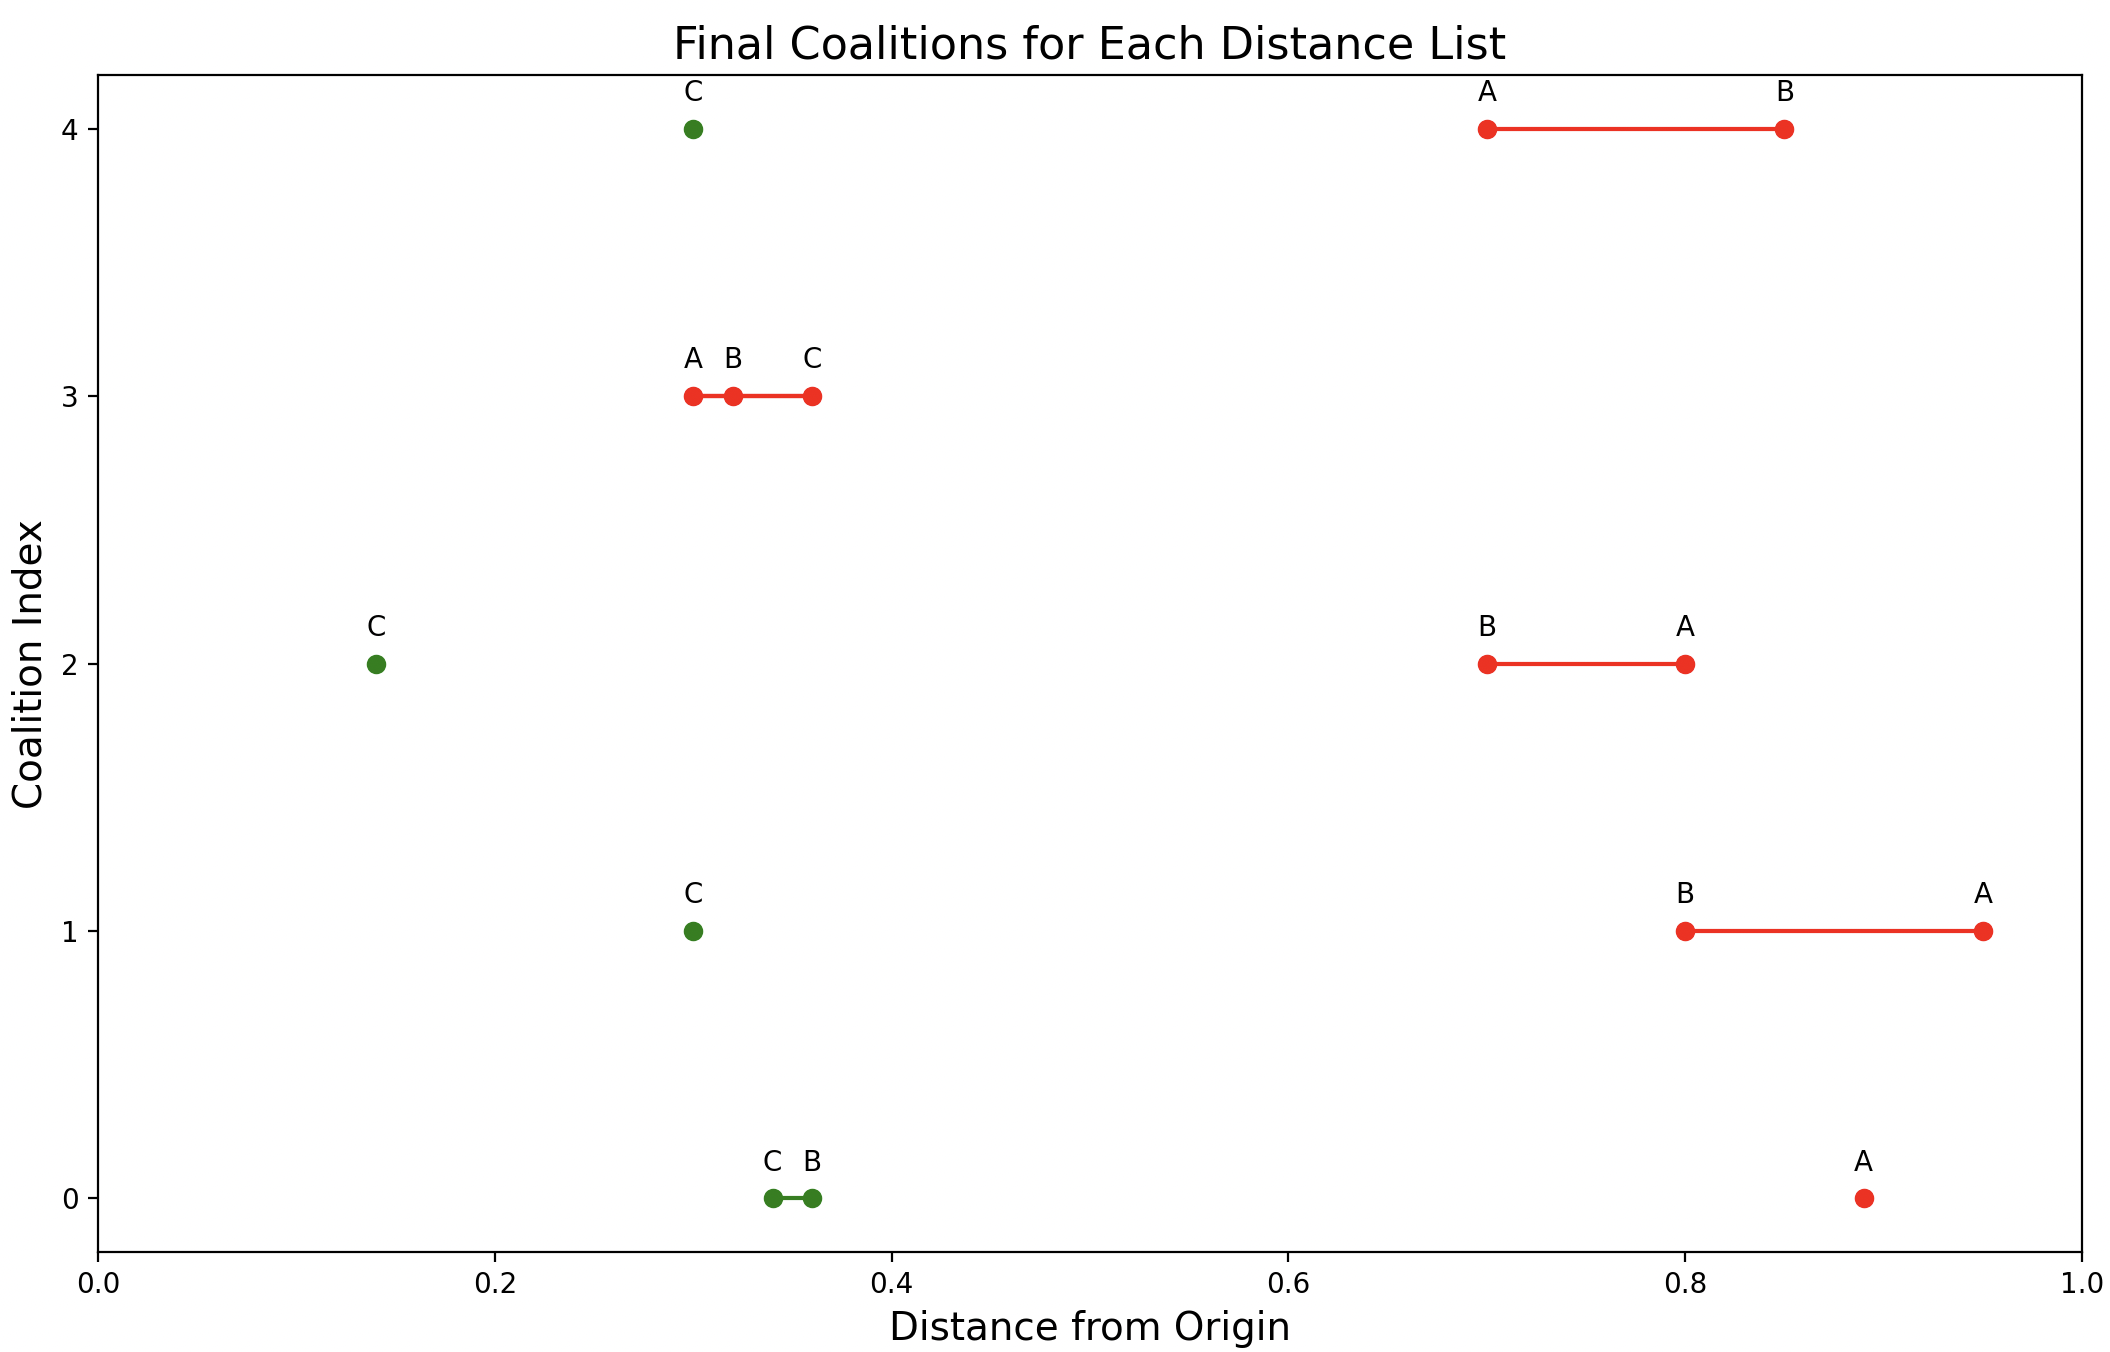 Final Coalitions for Each Distance List
C A B
4
A B C
3
C B A
2
C B A
1
C B A
0
0.0 0.2 0.4 0.6 0.8 1.0
Distance from Origin
Coalition Index